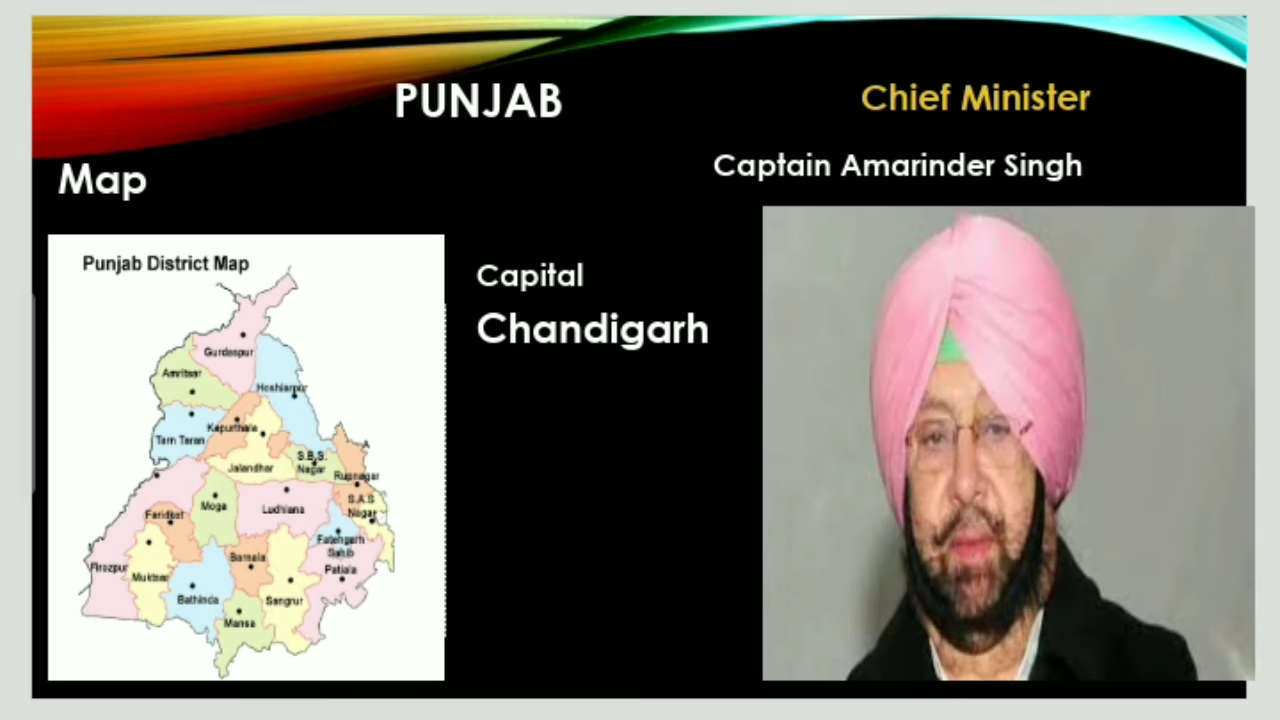 PUNJAB
Chief Minister
Captain Amarinder Singh
Map
Capital
Chandigarh
Punjab District Map
Gurdaspur
Amritsar
Hoshiarpur
Kapurthala
Tarn Taran
Jalandhar
S.B.S.
Nagar
Rupnagar
S.A.S
Nagar
Moga
Ludhiana
Faridkot
Fatehgarh
Sahib
Barnala
Patiala
Firozpur
Muktsar
Bathinda
Sangrur
Mansa